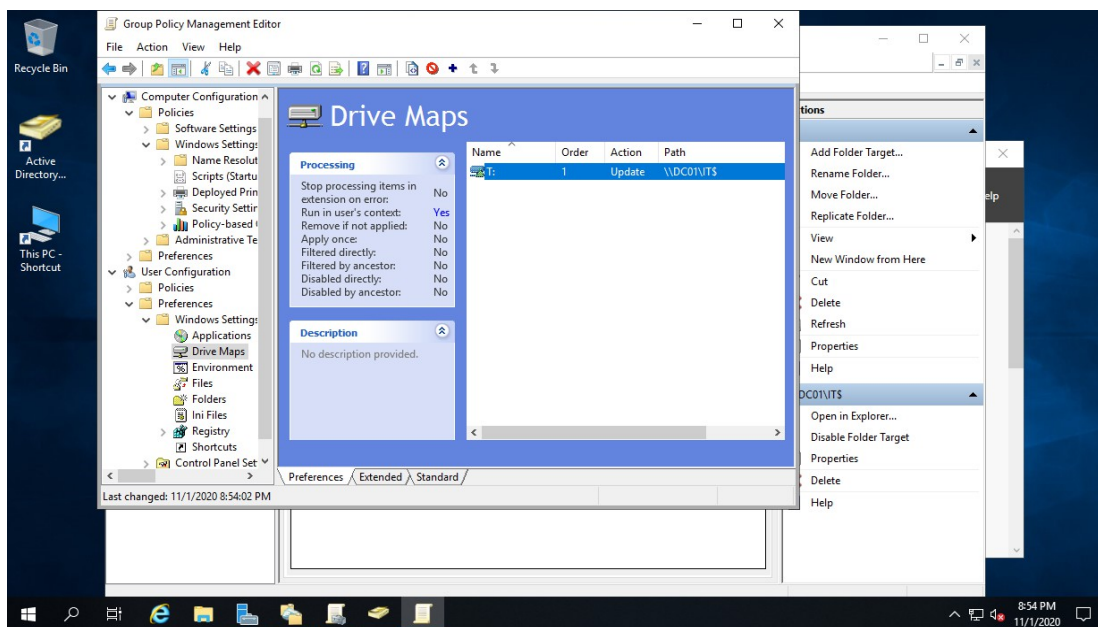 Recycle Bin
Active
Directory...
This PC -
Shortcut
Group Policy Management Editor
File Action View Help
Computer Configuration
Policies
Software Settings
Windows Settings
Name Resolut
Scripts (Startu
Deployed Prin
Security Settin
Policy-based
Administrative Te
Preferences
User Configuration
Policies
Preferences
Windows Settings
Applications
Drive Maps
Environment
Files
Folders
Ini Files
Registry
Shortcuts
Control Panel Set
Drive Maps
Processing
Stop processing items in
extension on error: No
Run in user's context: Yes
Remove if not applied: No
Apply once: No
Filtered directly: No
Filtered by ancestor: No
Disabled directly: No
Disabled by ancestor: No
Description
No description provided.
Name Order Action Path
T: 1 Update \\DC01\IT$
Preferences Extended Standard
Last changed: 11/1/2020 8:54:02 PM
tions
Add Folder Target...
Rename Folder...
Move Folder...
Replicate Folder...
View
New Window from Here
Cut
Delete
Refresh
Properties
Help
DC01\IT$
Open in Explorer...
Disable Folder Target
Properties
Delete
Help
elp
8:54 PM
11/1/2020